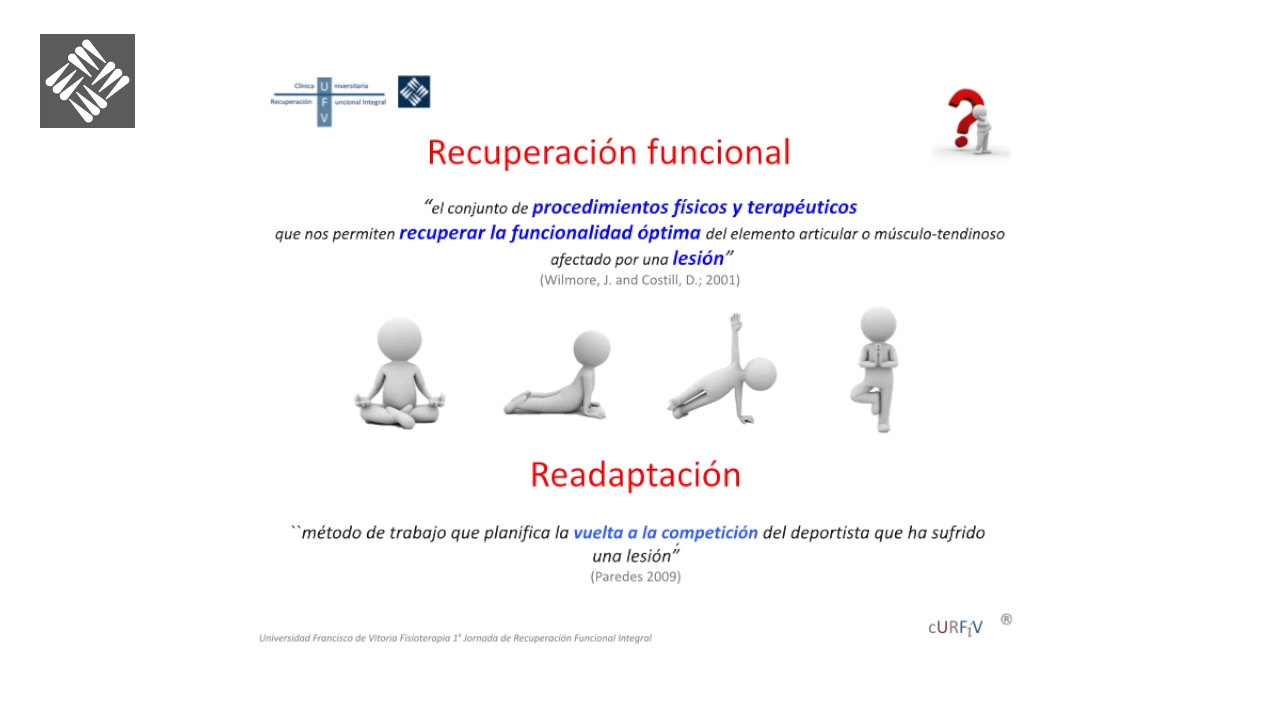 Clínica Universitaria
Recuperación Funcional Integral
V
Recuperación funcional
“el conjunto de procedimientos físicos y terapéuticos
que nos permiten recuperar la funcionalidad óptima del elemento articular o músculo-tendinoso
afectado por una lesión”
(Wilmore, J. and Costill, D.; 2001)
Readaptación
``método de trabajo que planifica la vuelta a la competición del deportista que ha sufrido
una lesión´´
(Paredes 2009)
cURFiV ®
Universidad Francisco de Vitoria Fisioterapia 1ª Jornada de Recuperación Funcional Integral